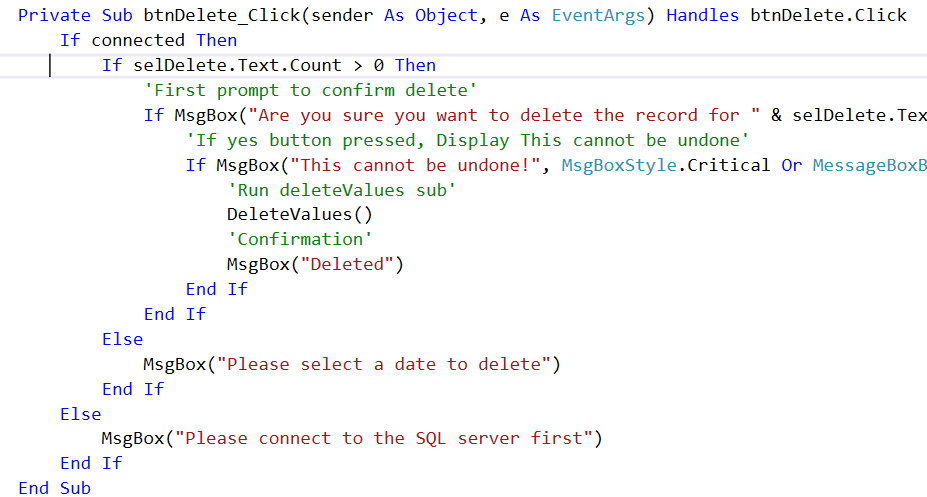 Private Sub btnDelete_Click(sender As Object, e As EventArgs) Handles btnDelete.Click
If connected Then
If selDelete.Text.Count > 0 Then
'First prompt to confirm delete'
If MsgBox("Are you sure you want to delete the record for " & selDelete.Tex
'If yes button pressed, Display This cannot be undone'
If MsgBox("This cannot be undone!", MsgBoxStyle.Critical Or MessageBoxB
'Run deleteValues sub'
DeleteValues()
'Confirmation'
MsgBox("Deleted")
End If
End If
Else
MsgBox("Please select a date to delete")
End If
Else
MsgBox("Please connect to the SQL server first")
End If
End Sub